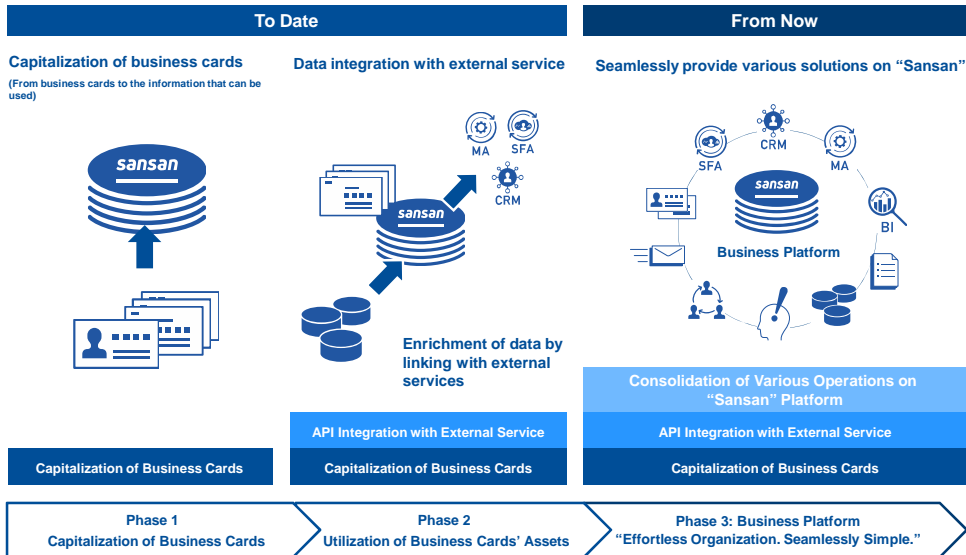 To Date
From Now
Capitalization of business cards
(From business cards to the information that can be
used)
sansan
Data integration with external service
MA
SFA
CRM
sansan
Enrichment of data by
linking with external
services
Seamlessly provide various solutions on “Sansan”
CRM
SFA
MA
sansan
BI
Business Platform
Consolidation of Various Operations on
“Sansan” Platform
API Integration with External Service
API Integration with External Service
Capitalization of Business Cards
Capitalization of Business Cards
Capitalization of Business Cards
Phase 1
Capitalization of Business Cards
Phase 2
Utilization of Business Cards’ Assets
Phase 3: Business Platform
“Effortless Organization. Seamlessly Simple.”